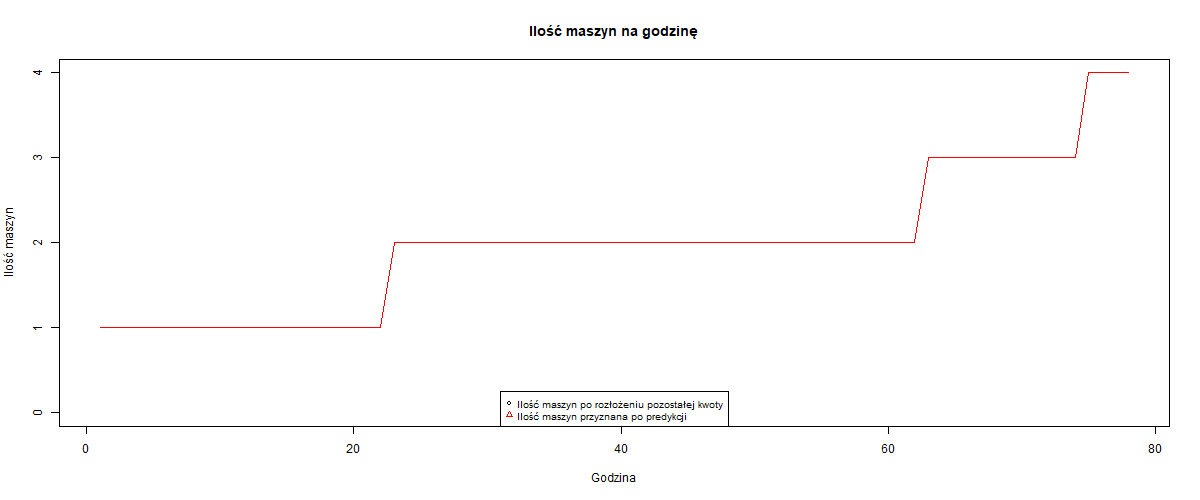 Ilość maszyn na godzinę
4
3
2
1
0
Ilość maszyn
Ilość maszyn po rozłożeniu pozostałej kwoty
Ilość maszyn przyznana po predykcji
0 20 40 60 80
Godzina